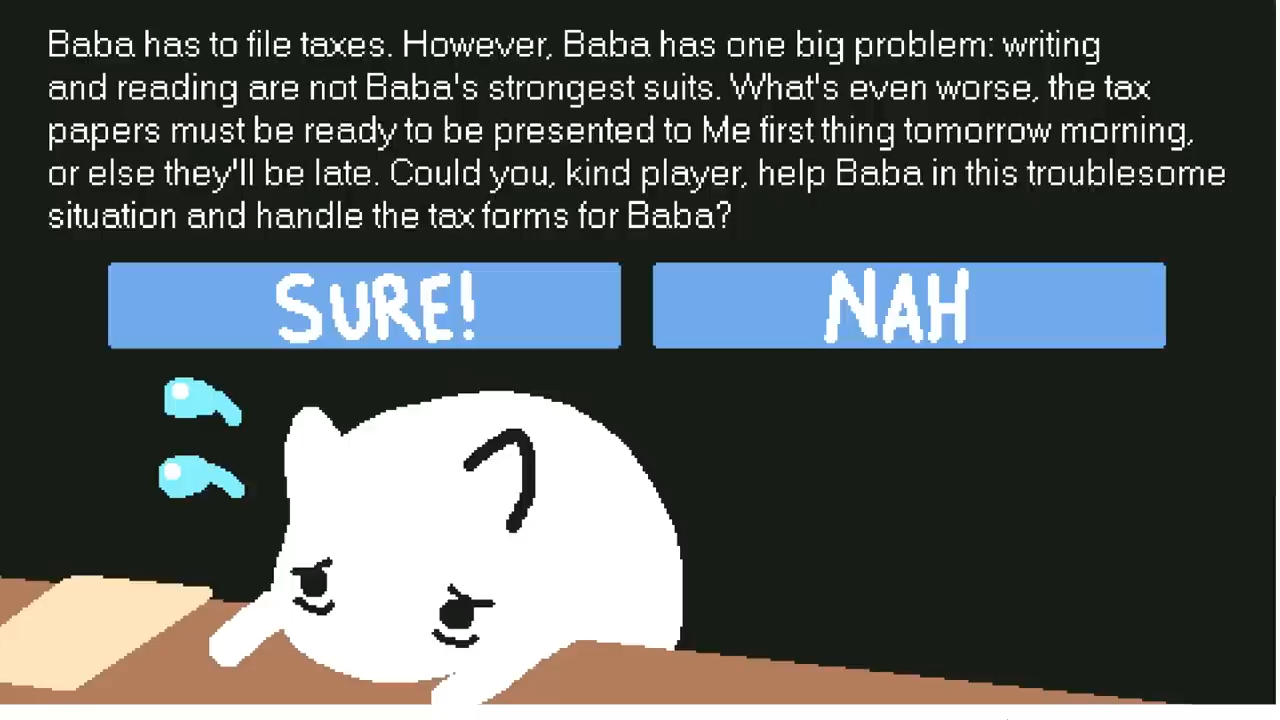 Baba has to file taxes. However, Baba has one big problem: writing
and reading are not Baba's strongest suits. What's even worse, the tax
papers must be ready to be presented to Me first thing tomorrow morning,
or else they'll be late. Could you, kind player, help Baba in this troublesome
situation and handle the tax forms for Baba?
SURE!
NAH